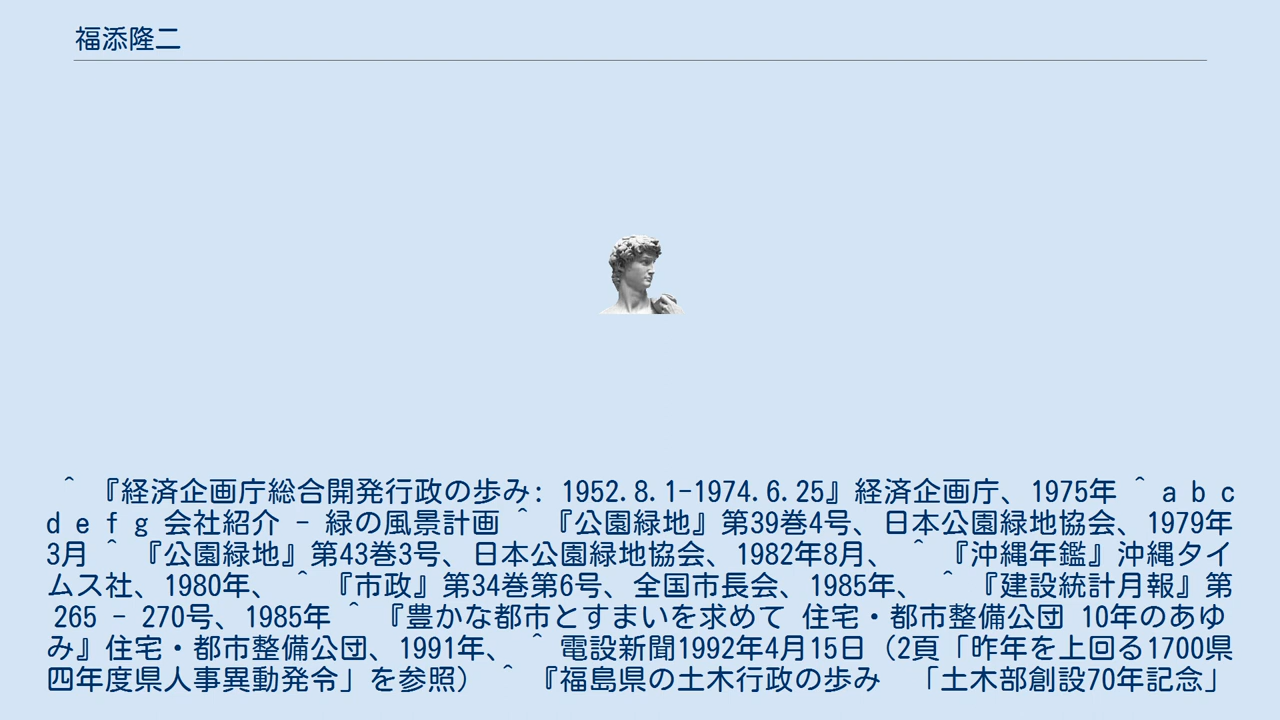 福添隆二
^ 『経済企画庁総合開発行政の歩み: 1952.8.1-1974.6.25』経済企画庁、1975年 ^ a b c
d e f g 会社紹介 - 緑の風景計画 ^ 『公園緑地』第39巻4号、日本公園緑地協会、1979年
3月 ^ 『公園緑地』第43巻3号、日本公園緑地協会、1982年8月、 ^ 『沖縄年鑑』沖縄タイ
ムス社、1980年、 ^ 『市政』第34巻第6号、全国市長会、1985年、 ^ 『建設統計月報』第
265 - 270号、1985年 ^ 『豊かな都市とすまいを求めて 住宅・都市整備公団 10年のあゆ
み』住宅・都市整備公団、1991年、 ^ 電設新聞1992年4月15日（2頁「昨年を上回る1700県
四年度県人事異動発令」を参照） ^ 『福島県の土木行政の歩み 「土木部創設70年記念」